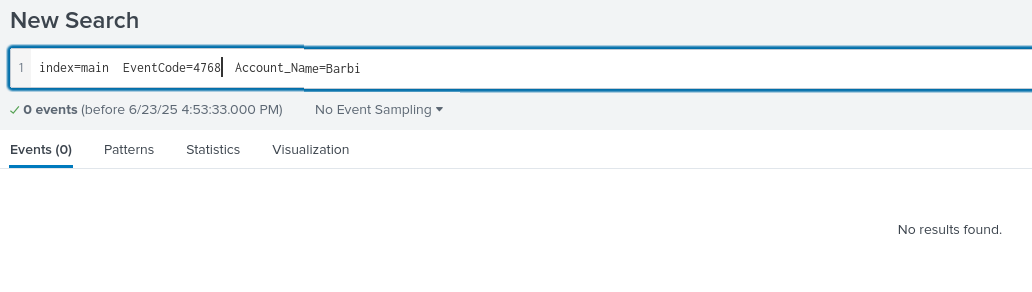 New Search
1 index=main  EventCode=4768  Account_Name=Barbi
✓ 0 events (before 6/23/25 4:53:33.000 PM) No Event Sampling ▾
Events (0) Patterns Statistics Visualization
No results found.